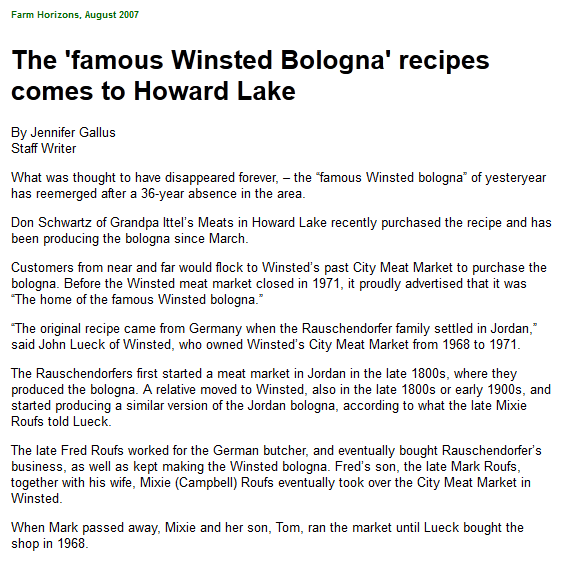 Farm Horizons, August 2007
The 'famous Winsted Bologna' recipes
comes to Howard Lake
By Jennifer Gallus
Staff Writer
What was thought to have disappeared forever, – the “famous Winsted bologna” of yesteryear
has reemerged after a 36-year absence in the area.
Don Schwartz of Grandpa Ittel’s Meats in Howard Lake recently purchased the recipe and has
been producing the bologna since March.
Customers from near and far would flock to Winsted’s past City Meat Market to purchase the
bologna. Before the Winsted meat market closed in 1971, it proudly advertised that it was
“The home of the famous Winsted bologna.”
“The original recipe came from Germany when the Rauschendorfer family settled in Jordan,”
said John Lueck of Winsted, who owned Winsted’s City Meat Market from 1968 to 1971.
The Rauschendorfers first started a meat market in Jordan in the late 1800s, where they
produced the bologna. A relative moved to Winsted, also in the late 1800s or early 1900s, and
started producing a similar version of the Jordan bologna, according to what the late Mixie
Roufs told Lueck.
The late Fred Roufs worked for the German butcher, and eventually bought Rauschendorfer’s
business, as well as kept making the Winsted bologna. Fred’s son, the late Mark Roufs,
together with his wife, Mixie (Campbell) Roufs eventually took over the City Meat Market in
Winsted.
When Mark passed away, Mixie and her son, Tom, ran the market until Lueck bought the
shop in 1968.